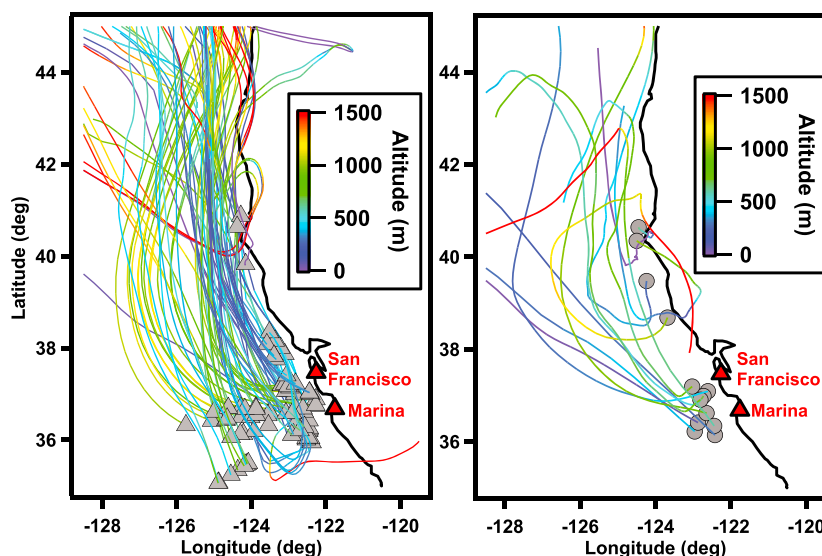 44
42
40
38
36
Latitude (deg)
-128
-126
-124
-122
-120
Longitude (deg)
1500
1000
500
0
Altitude (m)
San
Francisco
Marina
44
42
40
38
36
-128
-126
-124
-122
-120
Longitude (deg)
1500
1000
500
0
Altitude (m)
San
Francisco
Marina